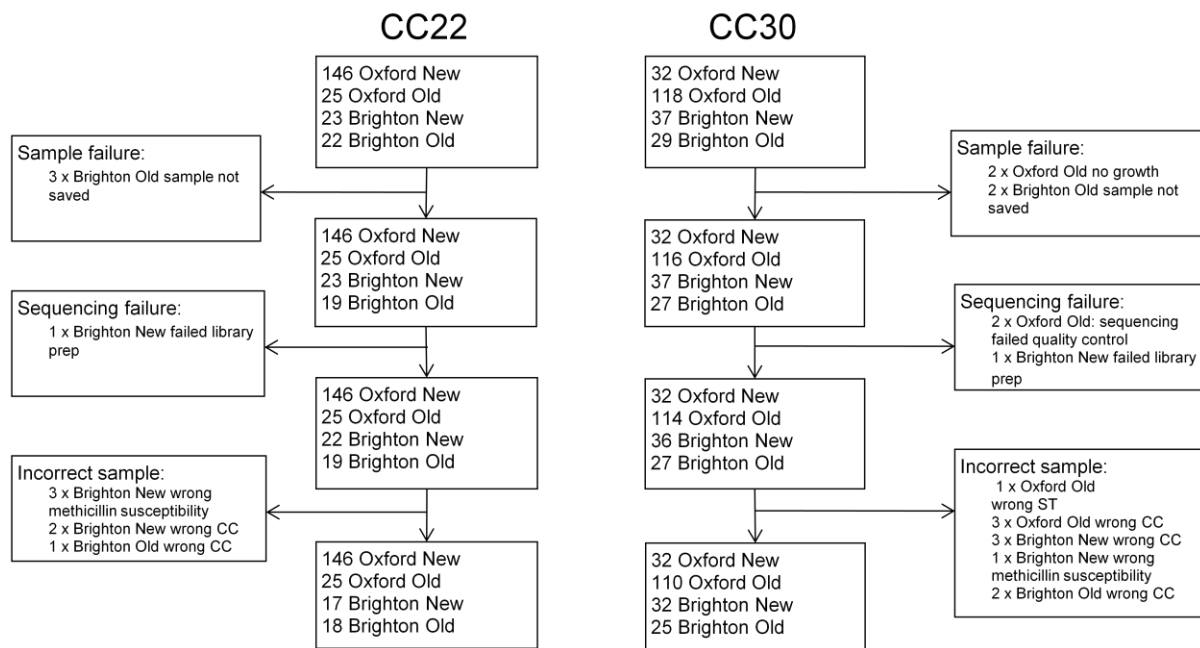 CC22
146 Oxford New
25 Oxford Old
23 Brighton New
22 Brighton Old
Sample failure:
3 x Brighton Old sample not
saved
146 Oxford New
25 Oxford Old
23 Brighton New
19 Brighton Old
Sequencing failure:
1 x Brighton New failed library
prep
146 Oxford New
25 Oxford Old
22 Brighton New
19 Brighton Old
Incorrect sample:
3 x Brighton New wrong
methicillin susceptibility
2 x Brighton New wrong CC
1 x Brighton Old wrong CC
146 Oxford New
25 Oxford Old
17 Brighton New
18 Brighton Old
CC30
32 Oxford New
118 Oxford Old
37 Brighton New
29 Brighton Old
Sample failure:
2 x Oxford Old no growth
2 x Brighton Old sample not
saved
32 Oxford New
116 Oxford Old
37 Brighton New
27 Brighton Old
Sequencing failure:
2 x Oxford Old: sequencing
failed quality control
1 x Brighton New failed library
prep
32 Oxford New
114 Oxford Old
36 Brighton New
27 Brighton Old
Incorrect sample:
1 x Oxford Old
wrong ST
3 x Oxford Old wrong CC
3 x Brighton New wrong CC
1 x Brighton New wrong
methicillin susceptibility
2 x Brighton Old wrong CC
32 Oxford New
110 Oxford Old
32 Brighton New
25 Brighton Old